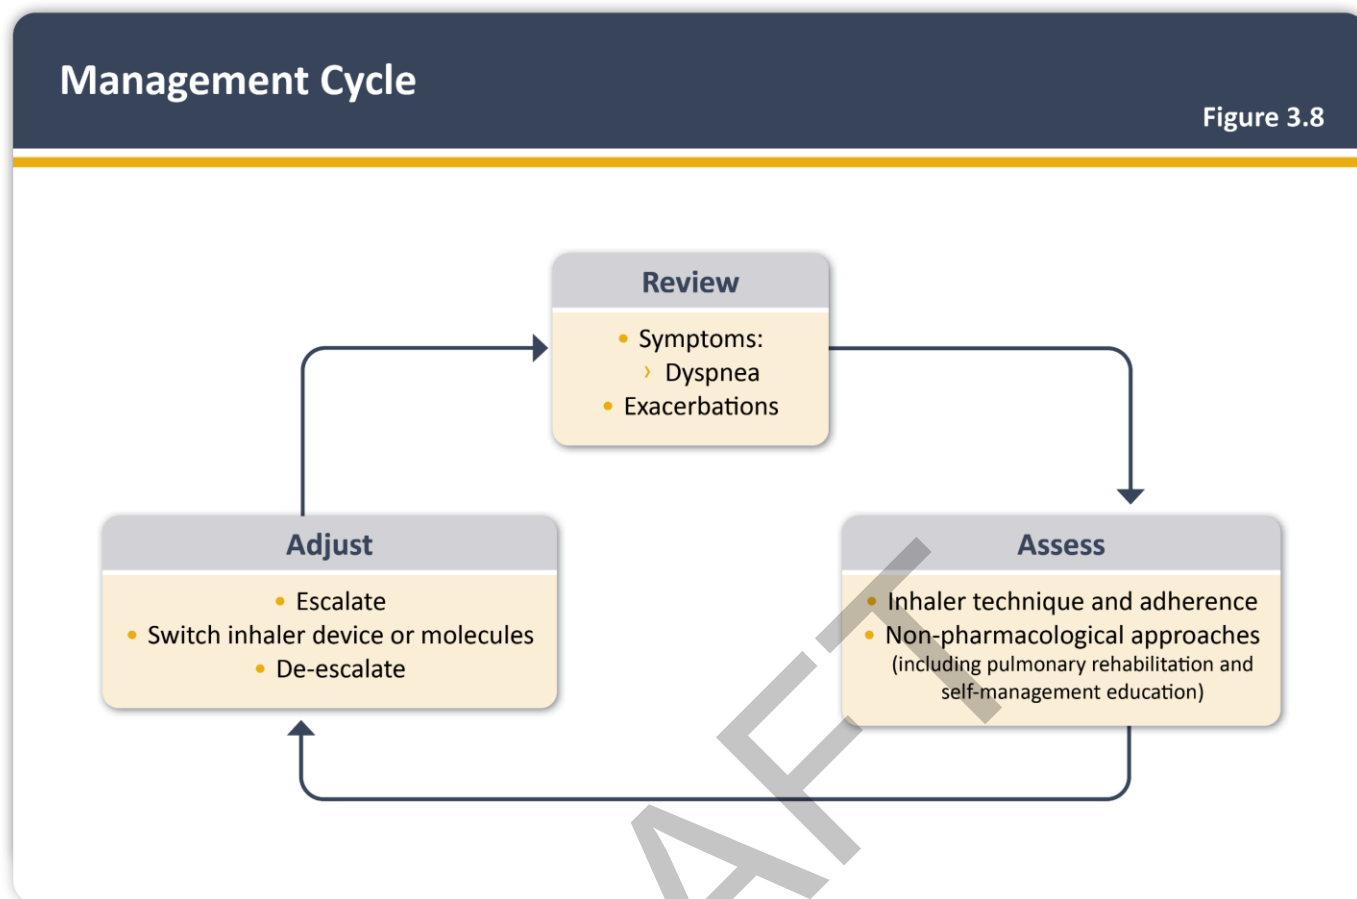 Management Cycle
Figure 3.8
Review
• Symptoms:
› Dyspnea
• Exacerbations
Adjust
• Escalate
• Switch inhaler device or molecules
• De-escalate
Assess
• Inhaler technique and adherence
• Non-pharmacological approaches
(including pulmonary rehabilitation and
self-management education)
AFT